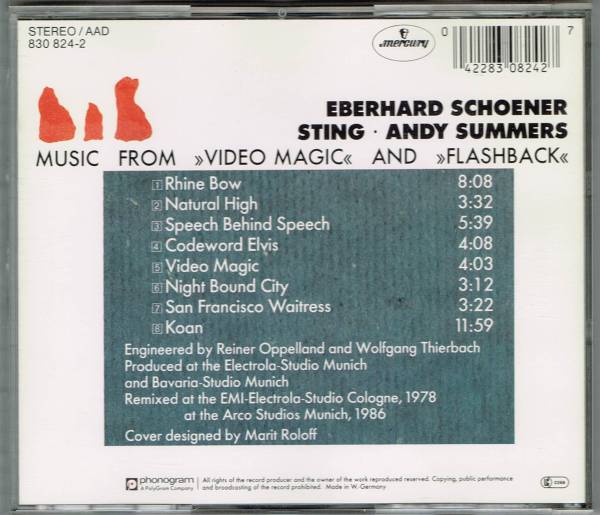 STEREO/AAD
830 824-2
mercury
0 42283 08242 7
EBERHARD SCHOENER
STING · ANDY SUMMERS
MUSIC FROM »VIDEO MAGIC« AND »FLASHBACK«
1 Rhine Bow 8:08
2 Natural High 3:32
3 Speech Behind Speech 5:39
4 Codeword Elvis 4:08
5 Video Magic 4:03
6 Night Bound City 3:12
7 San Francisco Waitress 3:22
8 Koan 11:59
Engineered by Reiner Oppelland and Wolfgang Thierbach
Produced at the Electrola-Studio Munich
and Bavaria-Studio Munich
Remixed at the EMI-Electrola-Studio Cologne, 1978
at the Arco Studios Munich, 1986
Cover designed by Marit Roloff
phonogram
A PolyGram Company
All rights of the record producer and the owner of the work reproduced reserved. Copying, public performance
and broadcasting of the record prohibited. Made in W. Germany